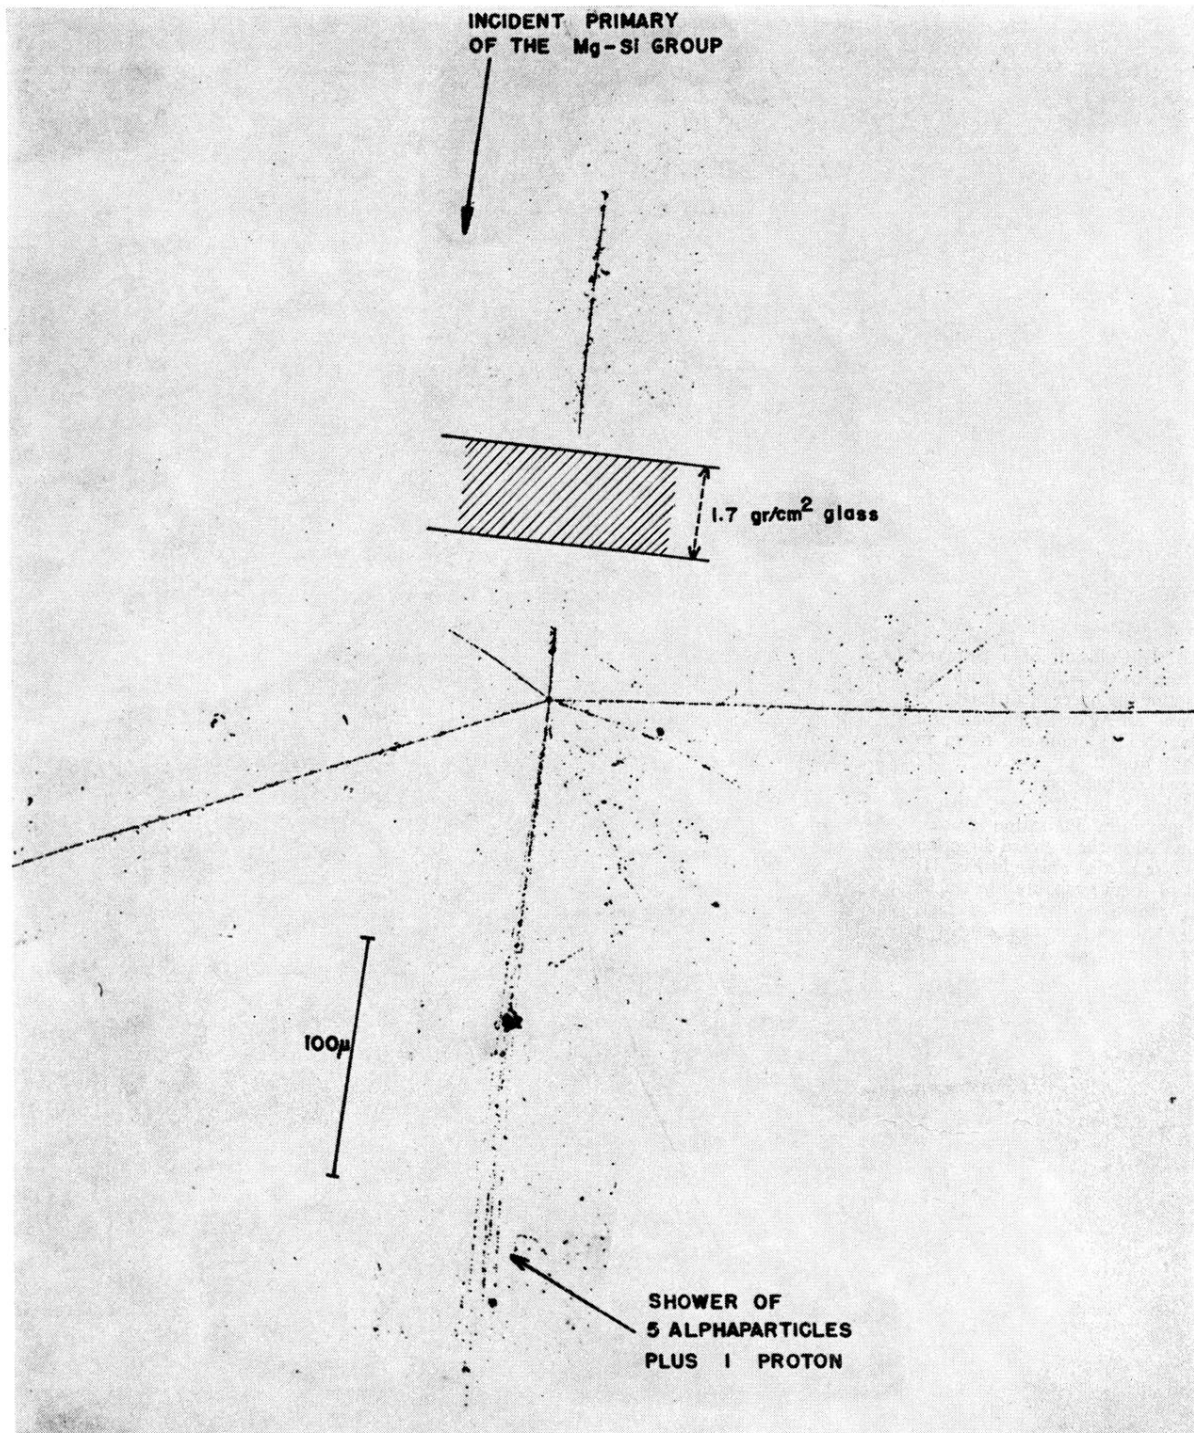 INCIDENT PRIMARY
OF THE Mg-Si GROUP
1.7 gr/cm² glass
100μ
SHOWER OF
5 ALPHAPARTICLES
PLUS 1 PROTON